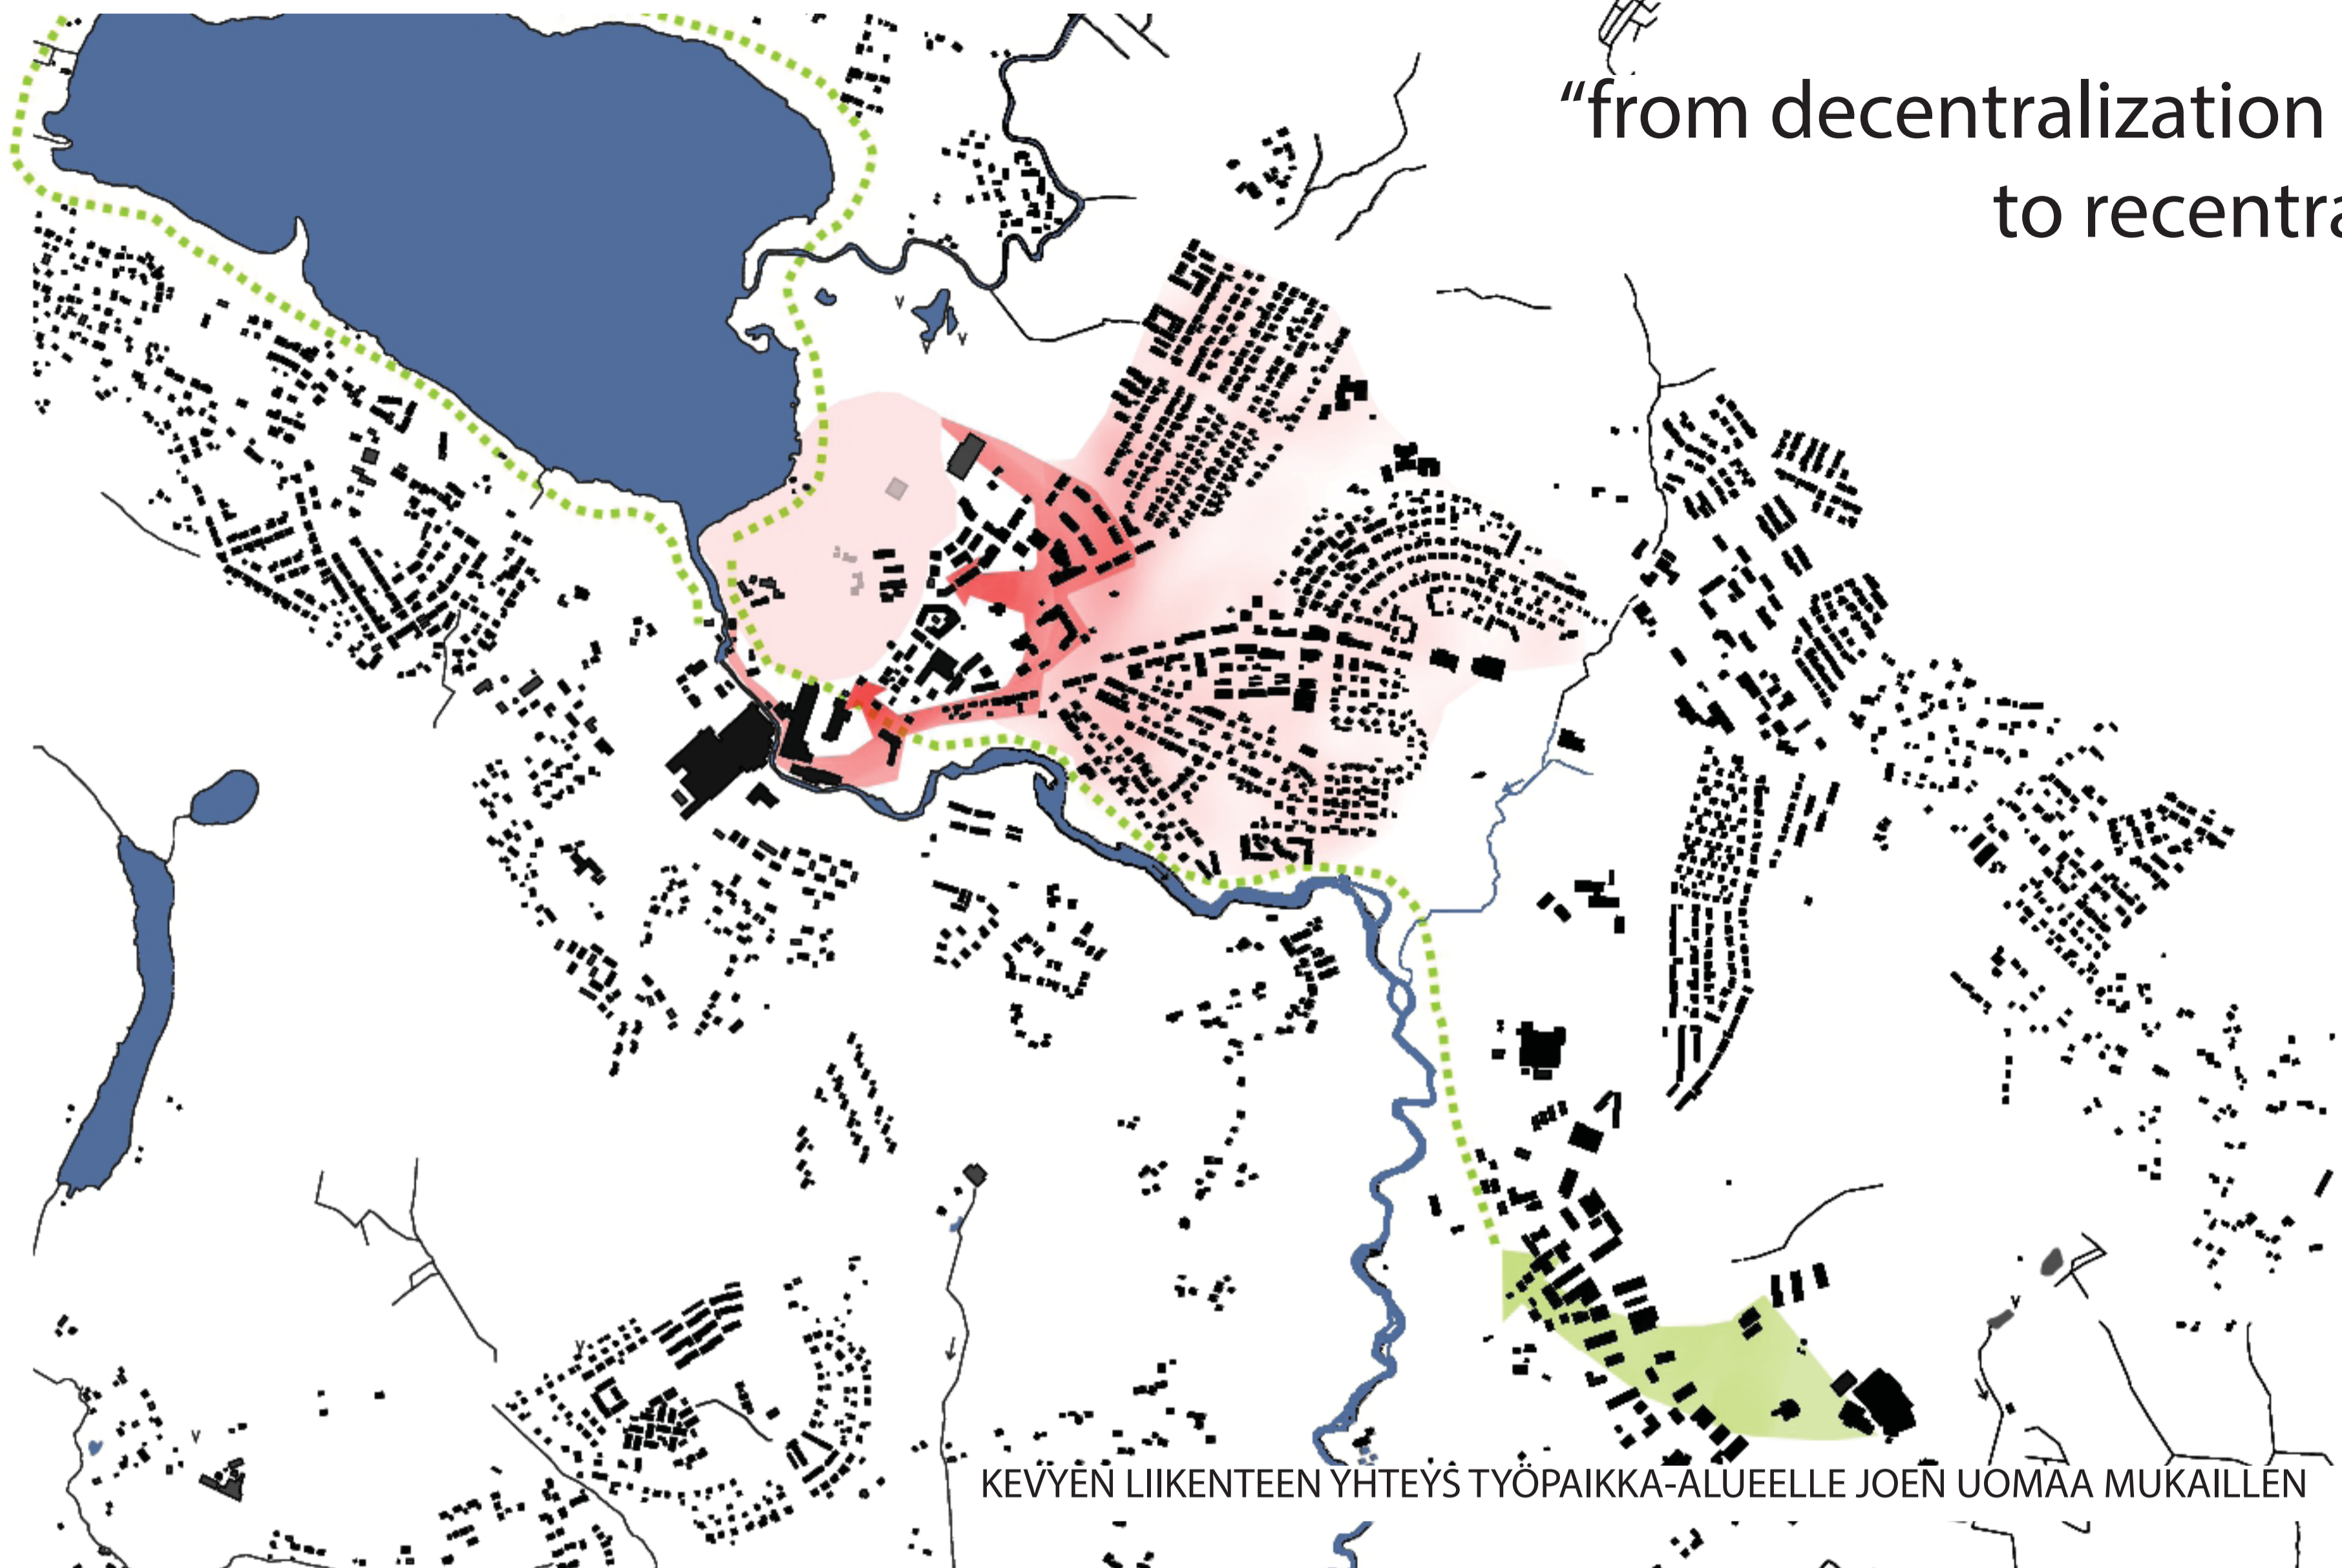 “from decentralization
to recentra
KEVYEN LIIKENTEEN YHTEYS TYÖPAIKKA-ALUEELLE JOEN UOMAA MUKAILLEN